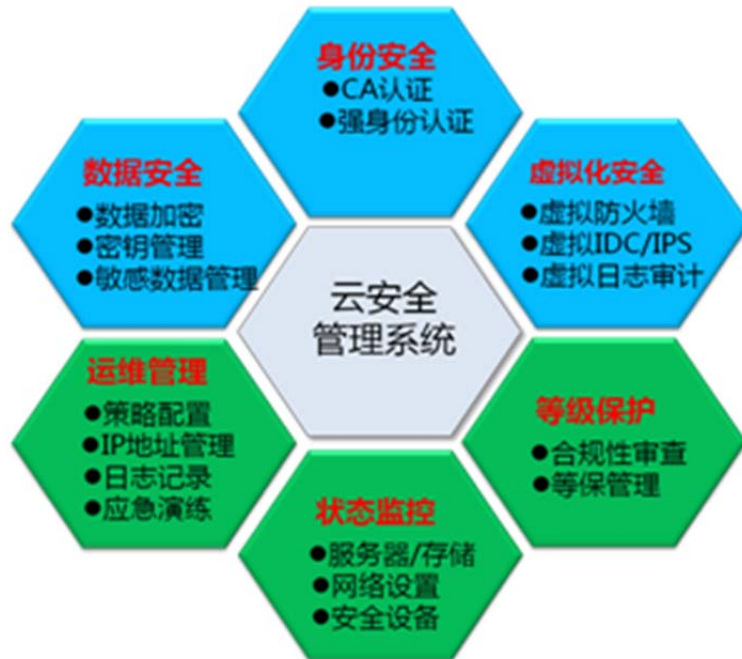 身份安全
●CA认证
●强身份认证
数据安全
●数据加密
●密钥管理
●敏感数据管理
虚拟化安全
●虚拟防火墙
●虚拟IDC/IPS
●虚拟日志审计
云安全
管理系统
运维管理
●策略配置
●IP地址管理
●日志记录
●应急演练
等级保护
●合规性审查
●等保管理
状态监控
●服务器/存储
●网络设置
●安全设备